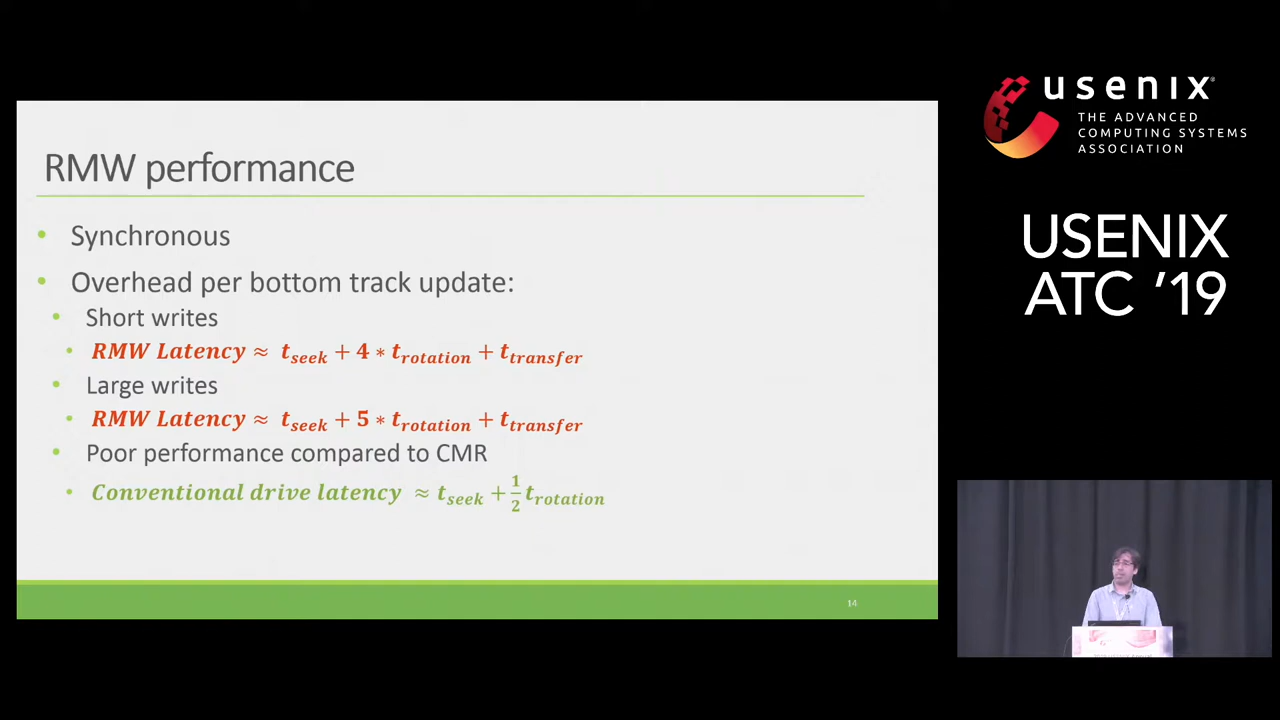 RMW performance
• Synchronous
• Overhead per bottom track update:
• Short writes
• RMW Latency ≈ t_seek + 4 * t_rotation + t_transfer
• Large writes
• RMW Latency ≈ t_seek + 5 * t_rotation + t_transfer
• Poor performance compared to CMR
• Conventional drive latency ≈ t_seek + 1/2 t_rotation
14
usenix®
THE ADVANCED
COMPUTING SYSTEMS
ASSOCIATION
USENIX
ATC '19